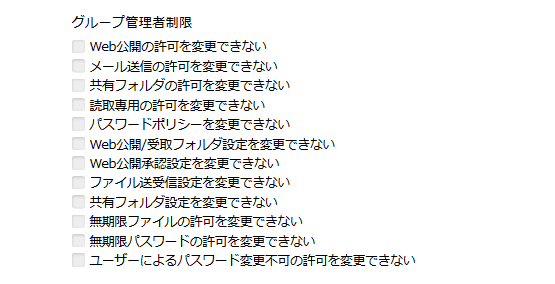 グループ管理者制限
Web公開の許可を変更できない
メール送信の許可を変更できない
共有フォルダの許可を変更できない
読取専用の許可を変更できない
パスワードポリシーを変更できない
Web公開/受取フォルダ設定を変更できない
Web公開承認設定を変更できない
ファイル送受信設定を変更できない
共有フォルダ設定を変更できない
無期限ファイルの許可を変更できない
無期限パスワードの許可を変更できない
ユーザーによるパスワード変更不可の許可を変更できない